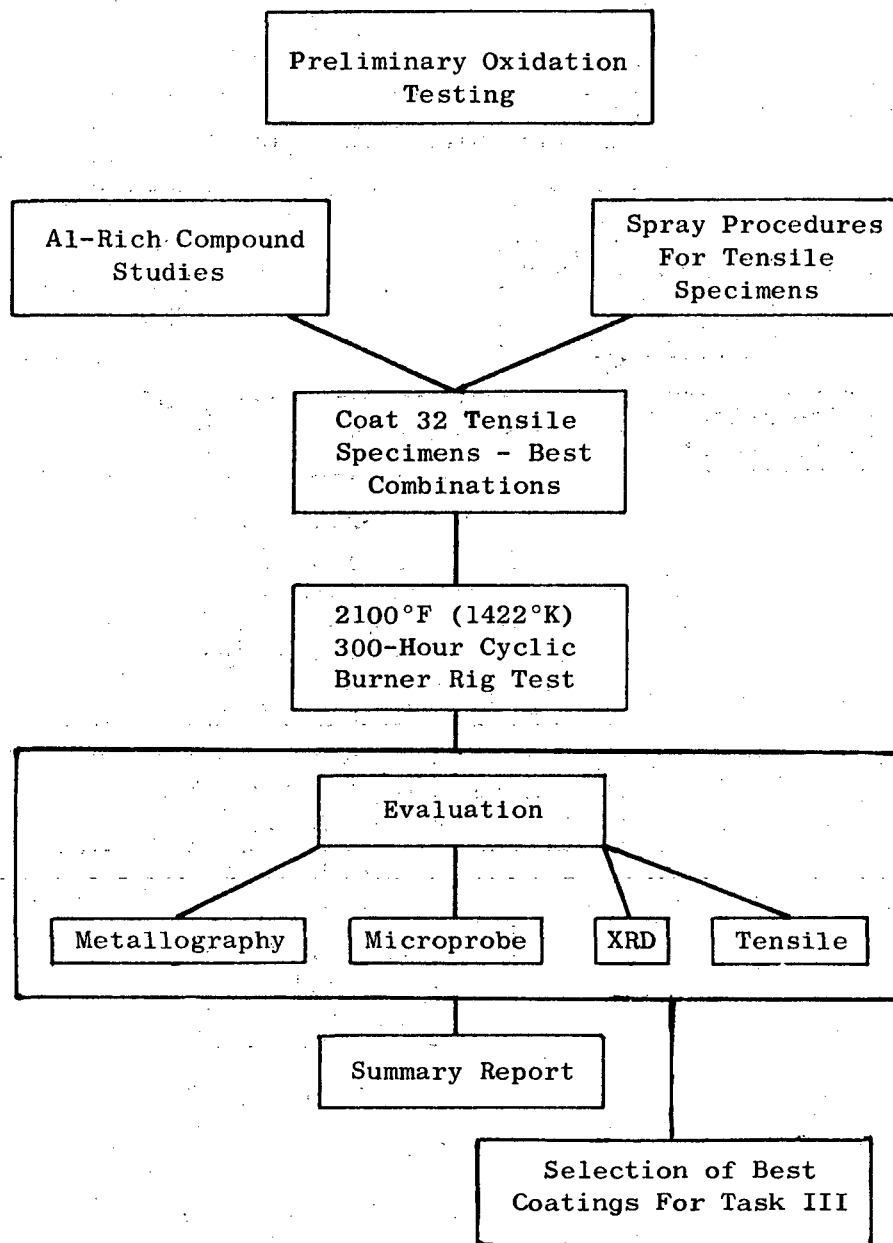 Preliminary Oxidation
Testing
Al-Rich Compound
Studies
Spray Procedures
For Tensile
Specimens
Coat 32 Tensile
Specimens - Best
Combinations
2100°F (1422°K)
300-Hour Cyclic
Burner Rig Test
Evaluation
Metallography
Microprobe
XRD
Tensile
Summary Report
Selection of Best
Coatings For Task III